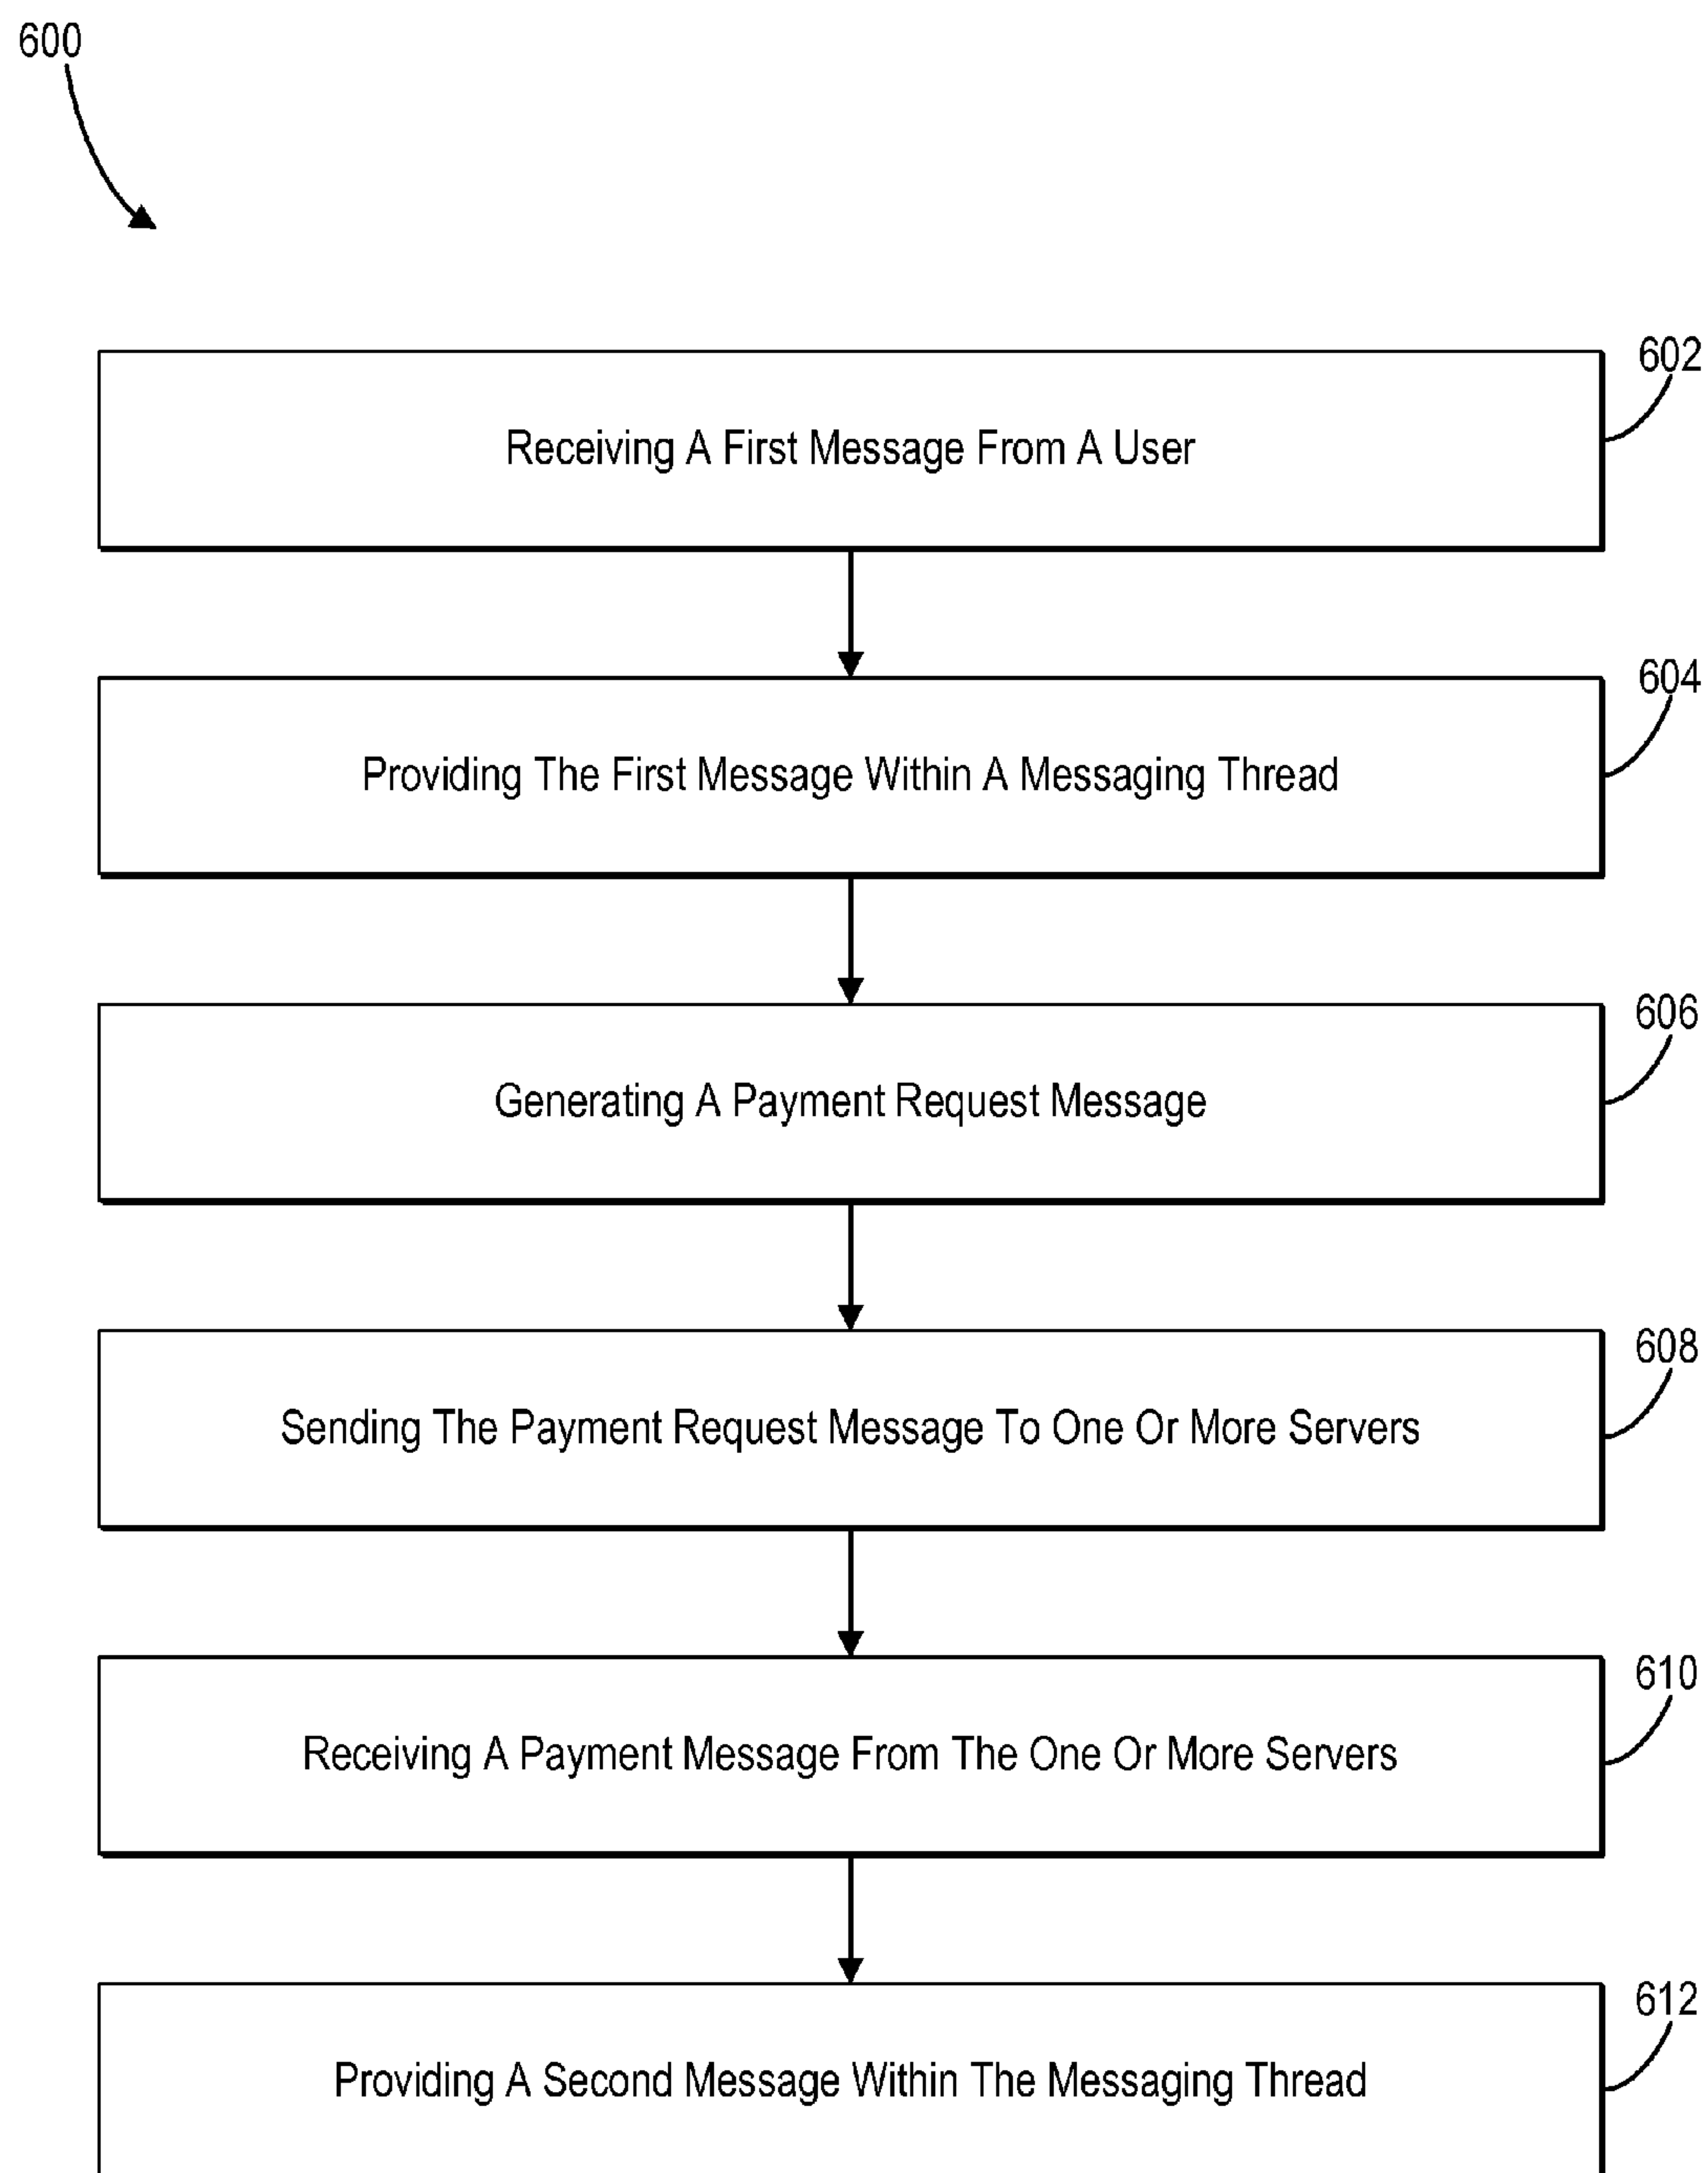 600
602
Receiving A First Message From A User
604
Providing The First Message Within A Messaging Thread
606
Generating A Payment Request Message
608
Sending The Payment Request Message To One Or More Servers
610
Receiving A Payment Message From The One Or More Servers
612
Providing A Second Message Within The Messaging Thread